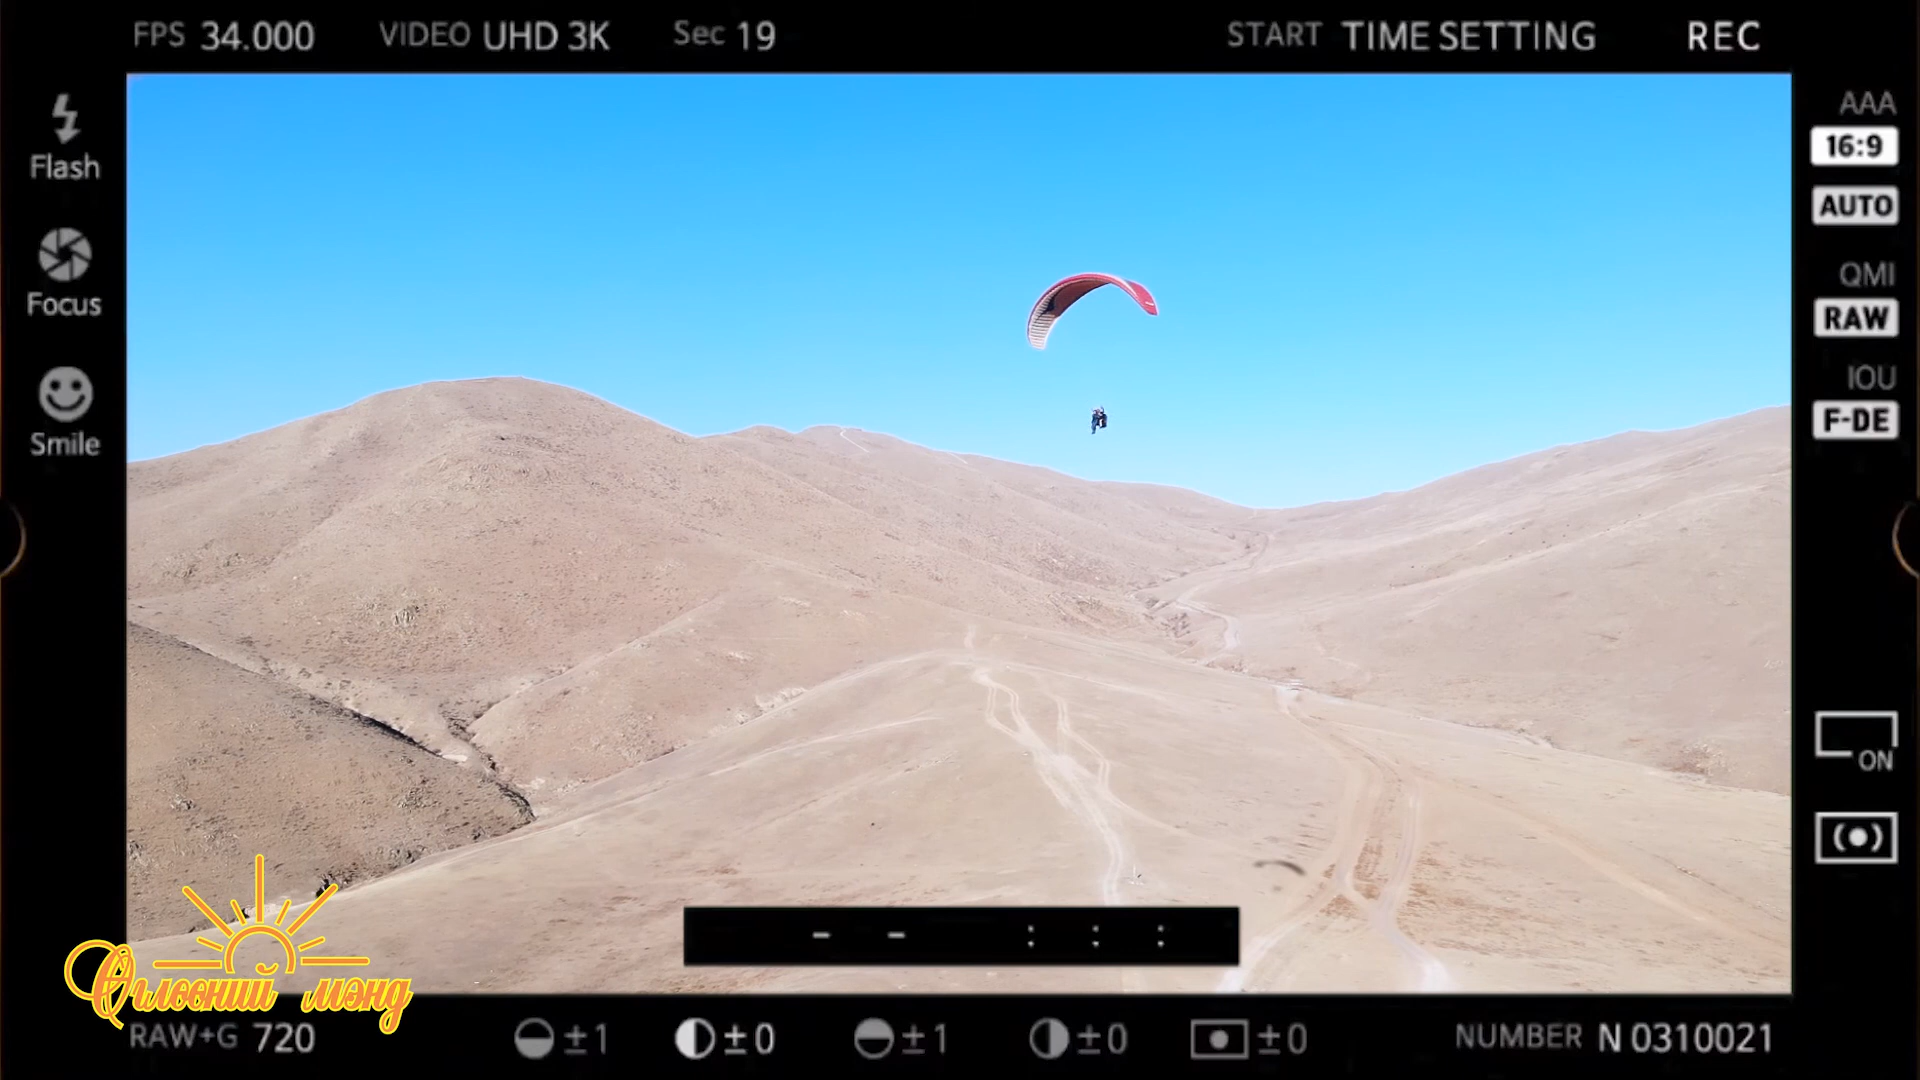 FPS 34.000 VIDEO UHD 3K Sec 19 START TIME SETTING REC
Flash
Focus
Smile
AAA
16:9
AUTO
QMI
RAW
IOU
F-DE
ON
- - : : :
Өглөөний мэнд
RAW+G 720 ±1 ±0 ±1 ±0 ±0 NUMBER N 0310021